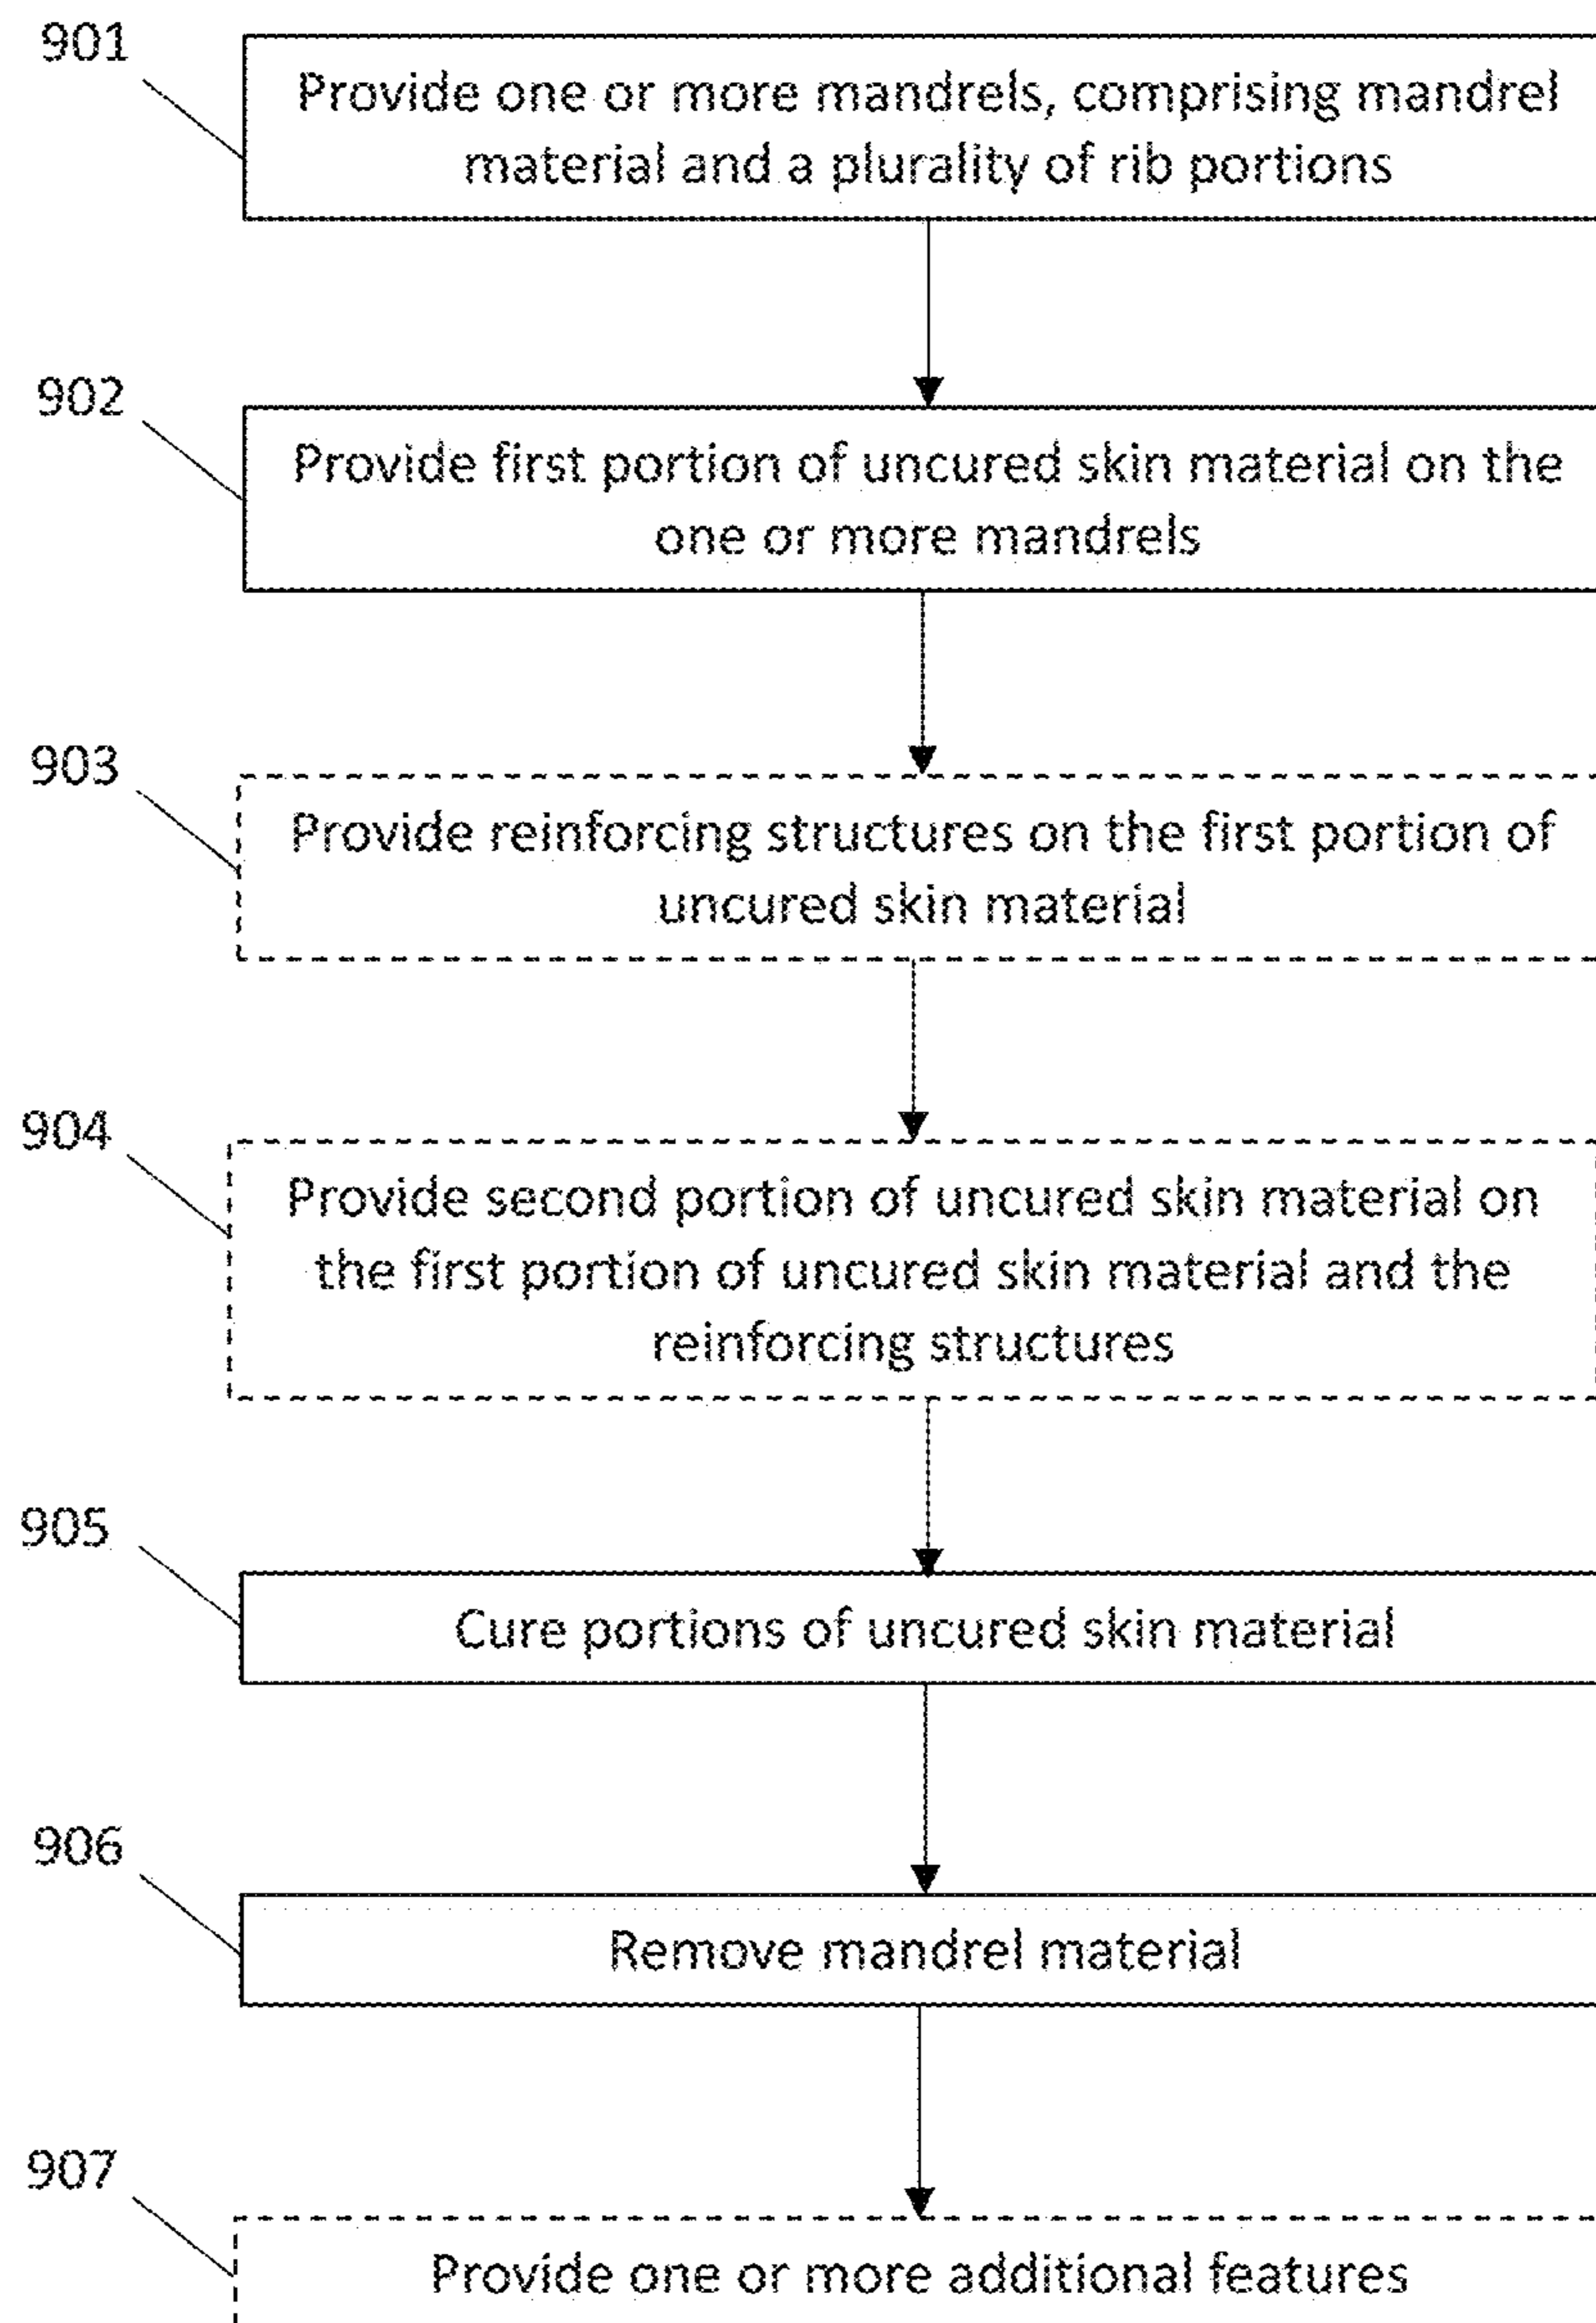 901
Provide one or more mandrels, comprising mandrel
material and a plurality of rib portions
902
Provide first portion of uncured skin material on the
one or more mandrels
903
Provide reinforcing structures on the first portion of
uncured skin material
904
Provide second portion of uncured skin material on
the first portion of uncured skin material and the
reinforcing structures
905
Cure portions of uncured skin material
906
Remove mandrel material
907
Provide one or more additional features